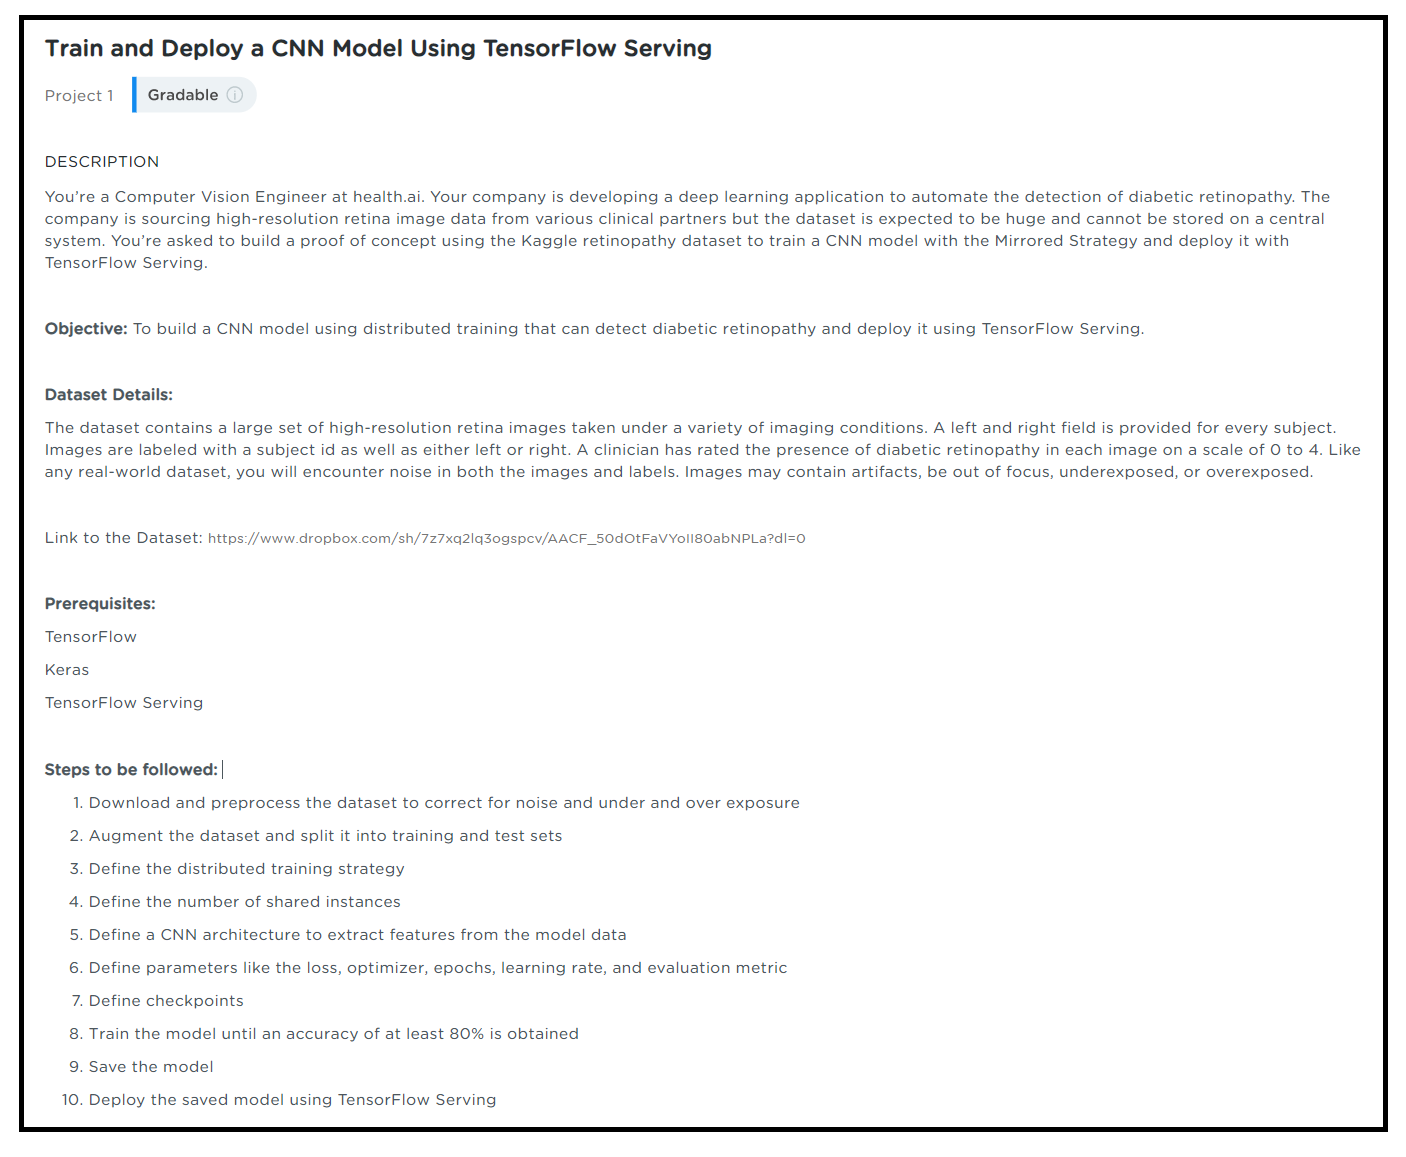 Train and Deploy a CNN Model Using TensorFlow Serving
Project 1 Gradable
DESCRIPTION
You’re a Computer Vision Engineer at health.ai. Your company is developing a deep learning application to automate the detection of diabetic retinopathy. The
company is sourcing high-resolution retina image data from various clinical partners but the dataset is expected to be huge and cannot be stored on a central
system. You’re asked to build a proof of concept using the Kaggle retinopathy dataset to train a CNN model with the Mirrored Strategy and deploy it with
TensorFlow Serving.
Objective: To build a CNN model using distributed training that can detect diabetic retinopathy and deploy it using TensorFlow Serving.
Dataset Details:
The dataset contains a large set of high-resolution retina images taken under a variety of imaging conditions. A left and right field is provided for every subject.
Images are labeled with a subject id as well as either left or right. A clinician has rated the presence of diabetic retinopathy in each image on a scale of 0 to 4. Like
any real-world dataset, you will encounter noise in both the images and labels. Images may contain artifacts, be out of focus, underexposed, or overexposed.
Link to the Dataset: https://www.dropbox.com/sh/7z7xq2lq3ogspcv/AACF_50dOtFaVYoII80abNPLa?dl=0
Prerequisites:
TensorFlow
Keras
TensorFlow Serving
Steps to be followed:
1. Download and preprocess the dataset to correct for noise and under and over exposure
2. Augment the dataset and split it into training and test sets
3. Define the distributed training strategy
4. Define the number of shared instances
5. Define a CNN architecture to extract features from the model data
6. Define parameters like the loss, optimizer, epochs, learning rate, and evaluation metric
7. Define checkpoints
8. Train the model until an accuracy of at least 80% is obtained
9. Save the model
10. Deploy the saved model using TensorFlow Serving